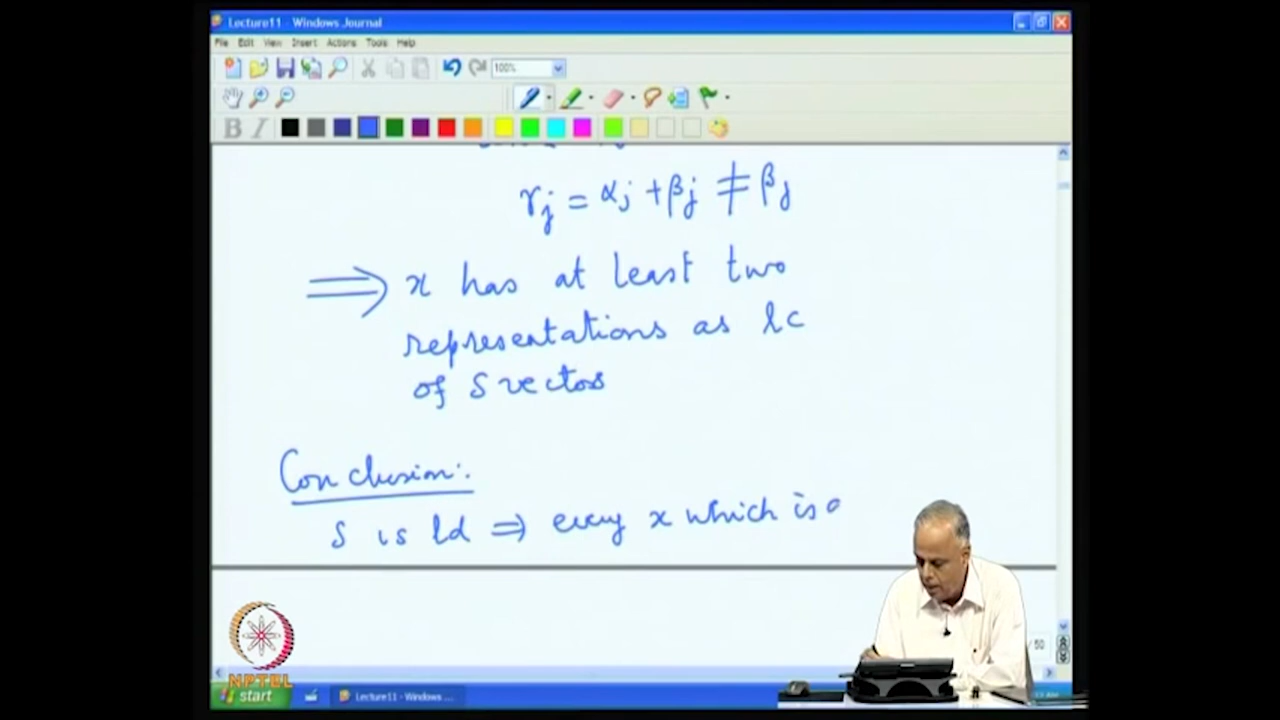 Lecture11 - Windows Journal
File Edit View Insert Actions Tools Help
100%
B I
γj = αj + βj ≠ βj
⟹ x has at least two
representations as lc
of S vectors
Conclusion:
S is ld ⟹ every x which is
/ 50
NPTEL
start Lecture11 - Windows ...